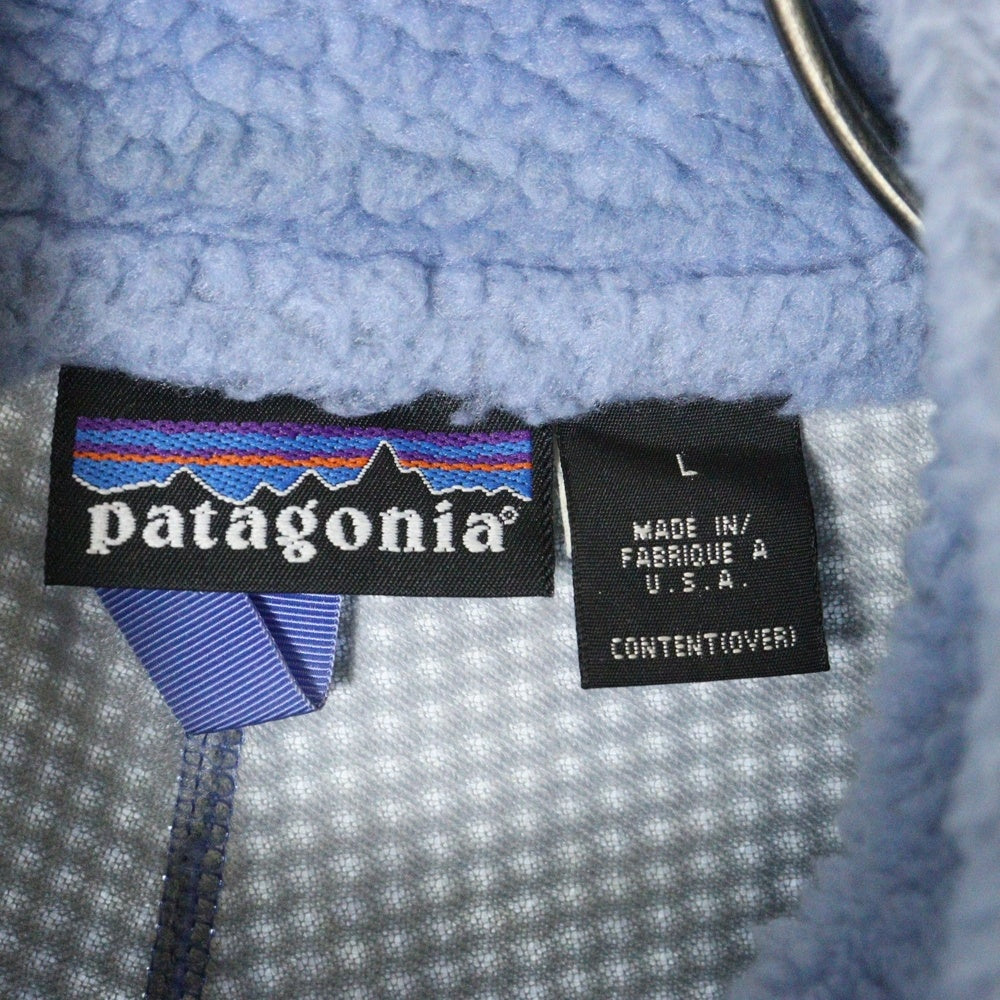 patagonia®
L
MADE IN/
FABRIQUE A
U.S.A.
CONTENT(OVER)